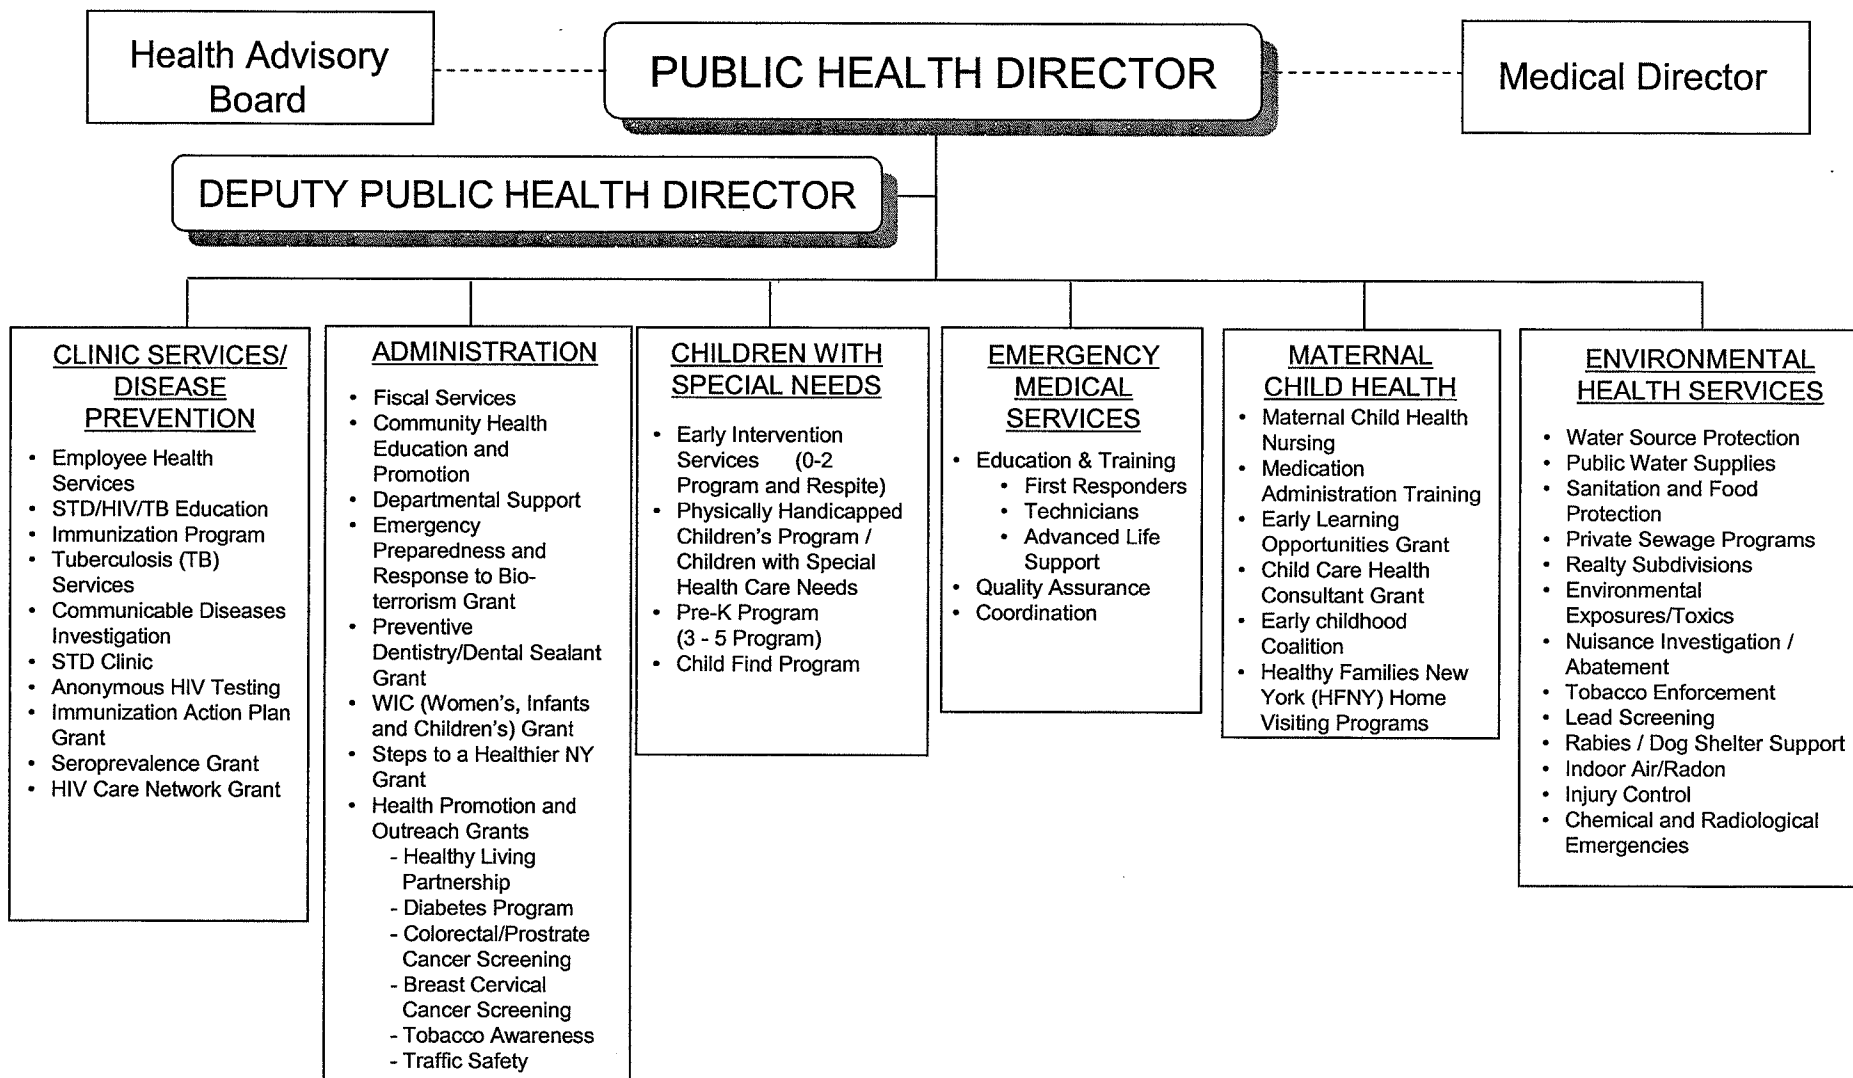 Health Advisory
Board
PUBLIC HEALTH DIRECTOR
Medical Director
DEPUTY PUBLIC HEALTH DIRECTOR
CLINIC SERVICES/
DISEASE
PREVENTION
• Employee Health
Services
• STD/HIV/TB Education
• Immunization Program
• Tuberculosis (TB)
Services
• Communicable Diseases
Investigation
• STD Clinic
• Anonymous HIV Testing
• Immunization Action Plan
Grant
• Seroprevalence Grant
• HIV Care Network Grant
ADMINISTRATION
• Fiscal Services
• Community Health
Education and
Promotion
• Departmental Support
• Emergency
Preparedness and
Response to Bio-
terrorism Grant
• Preventive
Dentistry/Dental Sealant
Grant
• WIC (Women's, Infants
and Children's) Grant
• Steps to a Healthier NY
Grant
• Health Promotion and
Outreach Grants
- Healthy Living
Partnership
- Diabetes Program
- Colorectal/Prostrate
Cancer Screening
- Breast Cervical
Cancer Screening
- Tobacco Awareness
- Traffic Safety
CHILDREN WITH
SPECIAL NEEDS
• Early Intervention
Services (0-2
Program and Respite)
• Physically Handicapped
Children's Program /
Children with Special
Health Care Needs
• Pre-K Program
(3 - 5 Program)
• Child Find Program
EMERGENCY
MEDICAL
SERVICES
• Education & Training
• First Responders
• Technicians
• Advanced Life
Support
• Quality Assurance
• Coordination
MATERNAL
CHILD HEALTH
• Maternal Child Health
Nursing
• Medication
Administration Training
• Early Learning
Opportunities Grant
• Child Care Health
Consultant Grant
• Early childhood
Coalition
• Healthy Families New
York (HFNY) Home
Visiting Programs
ENVIRONMENTAL
HEALTH SERVICES
• Water Source Protection
• Public Water Supplies
• Sanitation and Food
Protection
• Private Sewage Programs
• Realty Subdivisions
• Environmental
Exposures/Toxics
• Nuisance Investigation /
Abatement
• Tobacco Enforcement
• Lead Screening
• Rabies / Dog Shelter Support
• Indoor Air/Radon
• Injury Control
• Chemical and Radiological
Emergencies